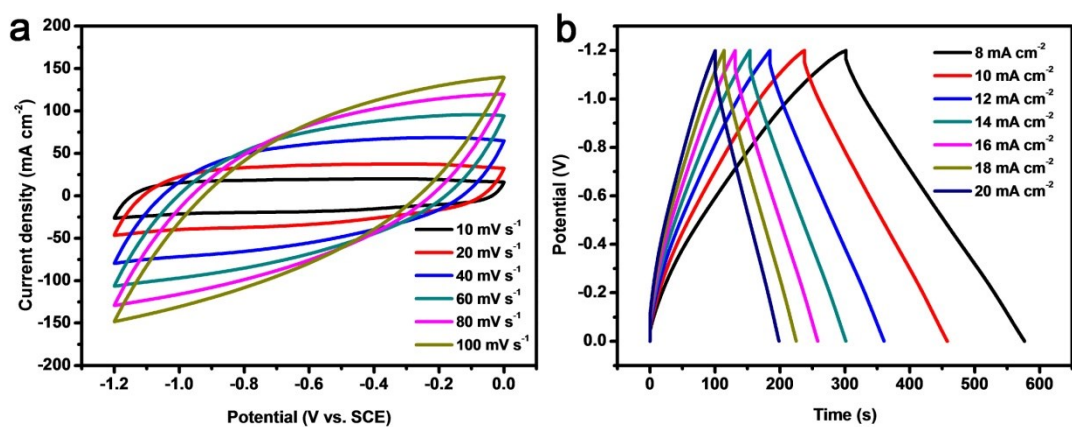 a
Current density (mA cm⁻²)
200
150
100
50
0
-50
-100
-150
-200
10 mV s⁻¹
20 mV s⁻¹
40 mV s⁻¹
60 mV s⁻¹
80 mV s⁻¹
100 mV s⁻¹
-1.2 -1.0 -0.8 -0.6 -0.4 -0.2 0.0
Potential (V vs. SCE)
b
Potential (V)
-1.2
-1.0
-0.8
-0.6
-0.4
-0.2
0.0
8 mA cm⁻²
10 mA cm⁻²
12 mA cm⁻²
14 mA cm⁻²
16 mA cm⁻²
18 mA cm⁻²
20 mA cm⁻²
0 100 200 300 400 500 600
Time (s)